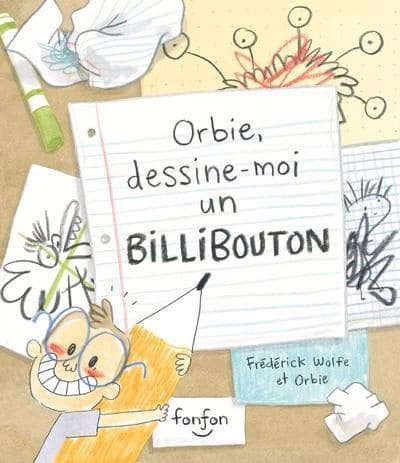 Orbie,
dessine-moi
un
BiLLiBOUTON
Frédérick Wolfe
et Orbie
fonfon